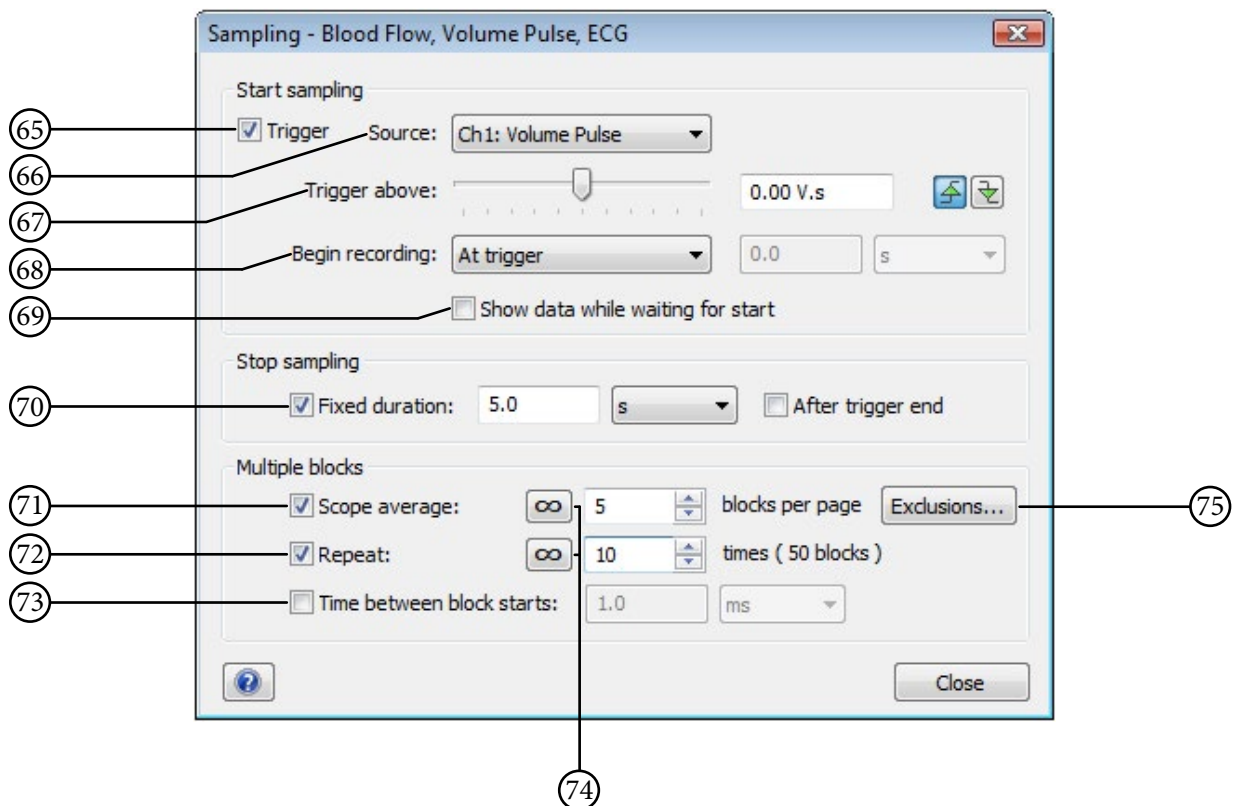 Sampling - Blood Flow, Volume Pulse, ECG
Start sampling
65 Trigger Source: Ch1: Volume Pulse
66
67 Trigger above: 0.00 V.s
68 Begin recording: At trigger 0.0 s
69 Show data while waiting for start
Stop sampling
70 Fixed duration: 5.0 s After trigger end
Multiple blocks
71 Scope average: ∞ 5 blocks per page Exclusions... 75
72 Repeat: ∞ 10 times ( 50 blocks )
73 Time between block starts: 1.0 ms
? Close
74